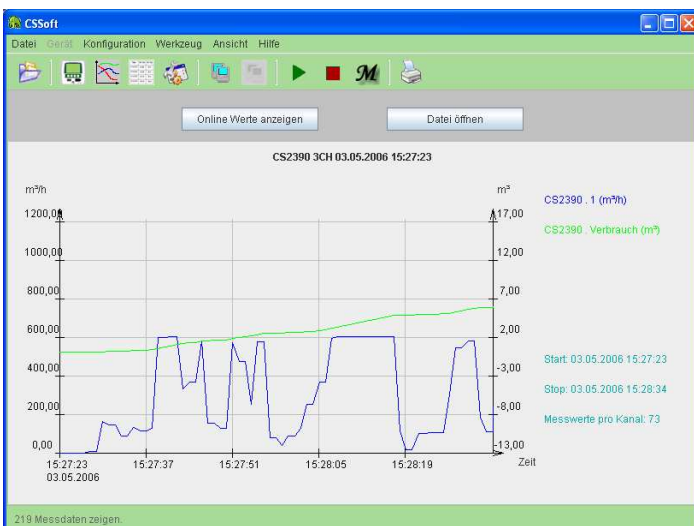 CSSoft
Datei Gerät Konfiguration Werkzeug Ansicht Hilfe
M
Online Werte anzeigen Datei öffnen
CS2390 3CH 03.05.2006 15:27:23
m³/h m³
1200,00 17,00
1000,00 12,00
800,00 7,00
600,00 2,00
400,00 -3,00
200,00 -8,00
0,00 -13,00
15:27:23 15:27:37 15:27:51 15:28:05 15:28:19 Zeit
03.05.2006
CS2390 . 1 (m³/h)
CS2390 . Verbrauch (m³)
Start: 03.05.2006 15:27:23
Stop: 03.05.2006 15:28:34
Messwerte pro Kanal: 73
219 Messdaten zeigen.